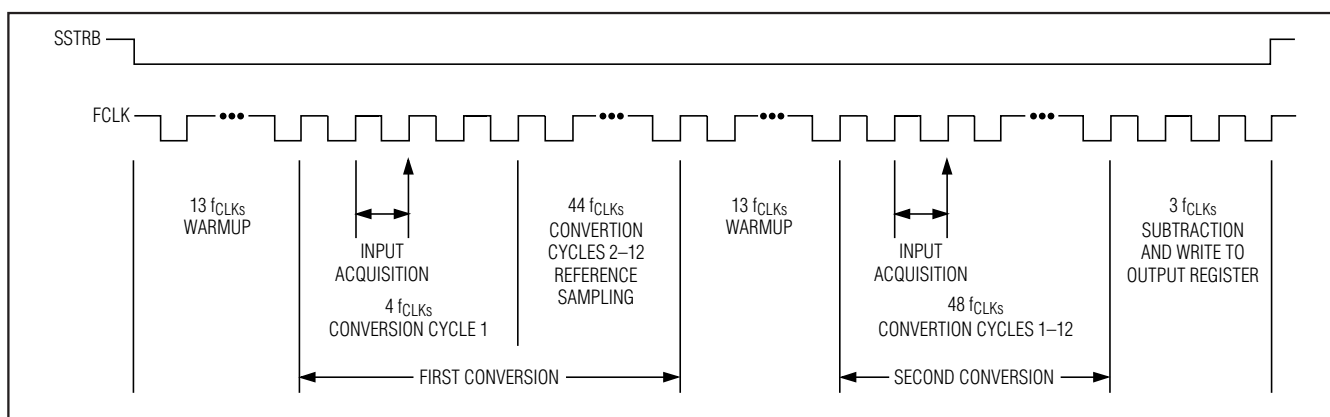 SSTRB
FCLK
•••
•••
•••
•••
13 fCLKs
WARMUP
INPUT
ACQUISITION
4 fCLKs
CONVERSION CYCLE 1
44 fCLKs
CONVERTION
CYCLES 2–12
REFERENCE
SAMPLING
13 fCLKs
WARMUP
INPUT
ACQUISITION
48 fCLKs
CONVERTION CYCLES 1–12
3 fCLKs
SUBTRACTION
AND WRITE TO
OUTPUT REGISTER
FIRST CONVERSION
SECOND CONVERSION